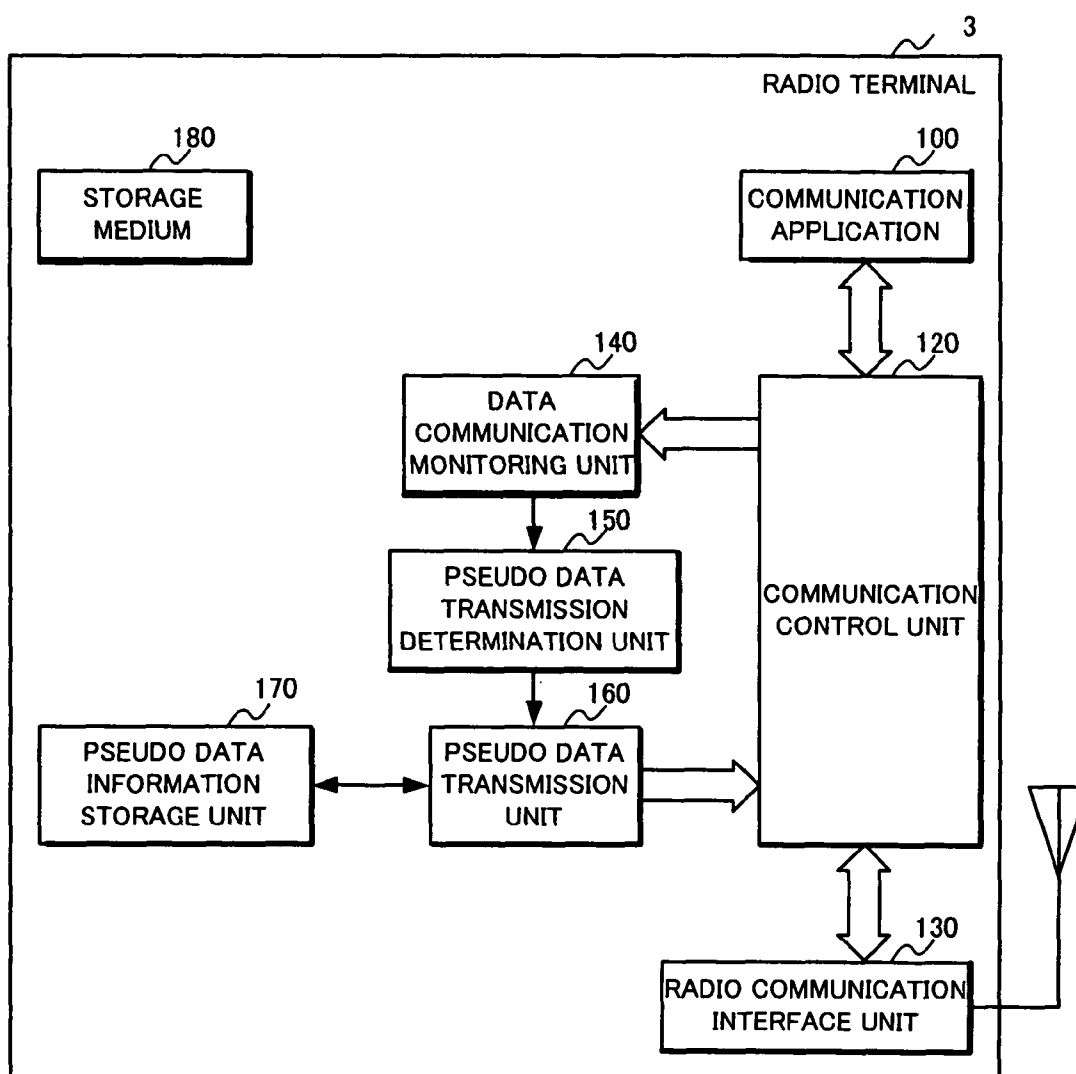 3
RADIO TERMINAL
180
STORAGE
MEDIUM
100
COMMUNICATION
APPLICATION
140
DATA
COMMUNICATION
MONITORING UNIT
120
COMMUNICATION
CONTROL UNIT
150
PSEUDO DATA
TRANSMISSION
DETERMINATION UNIT
170
PSEUDO DATA
INFORMATION
STORAGE UNIT
160
PSEUDO DATA
TRANSMISSION
UNIT
130
RADIO COMMUNICATION
INTERFACE UNIT